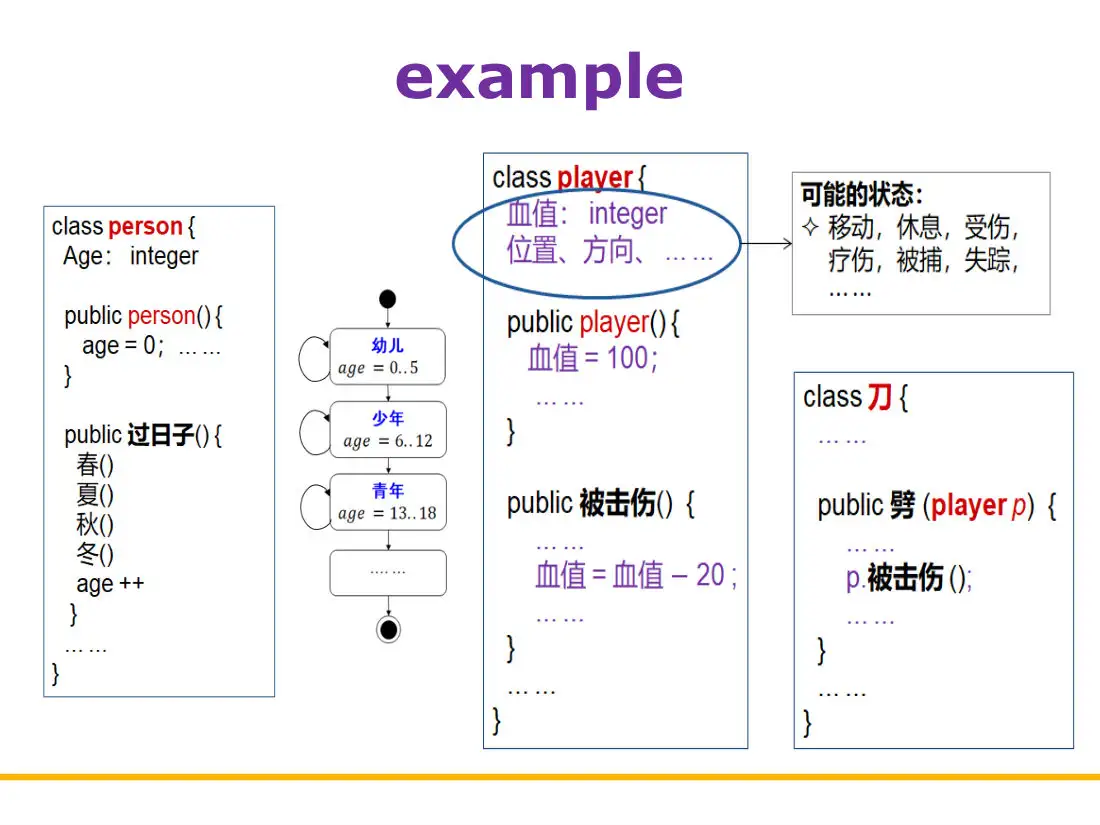 example
class person {
Age： integer
public person() {
age = 0；……
}
public 过日子() {
春()
夏()
秋()
冬()
age ++
}
……
}
幼儿
age = 0..5
少年
age = 6..12
青年
age = 13..18
……
class player {
血值： integer
位置、方向、 ……
public player() {
血值 = 100；
……
}
public 被击伤() {
……
血值 = 血值 – 20 ;
……
}
……
}
可能的状态：
✧ 移动，休息，受伤，
疗伤，被捕，失踪，
……
class 刀 {
……
public 劈 (player p) {
……
p.被击伤 ();
……
}
……
}